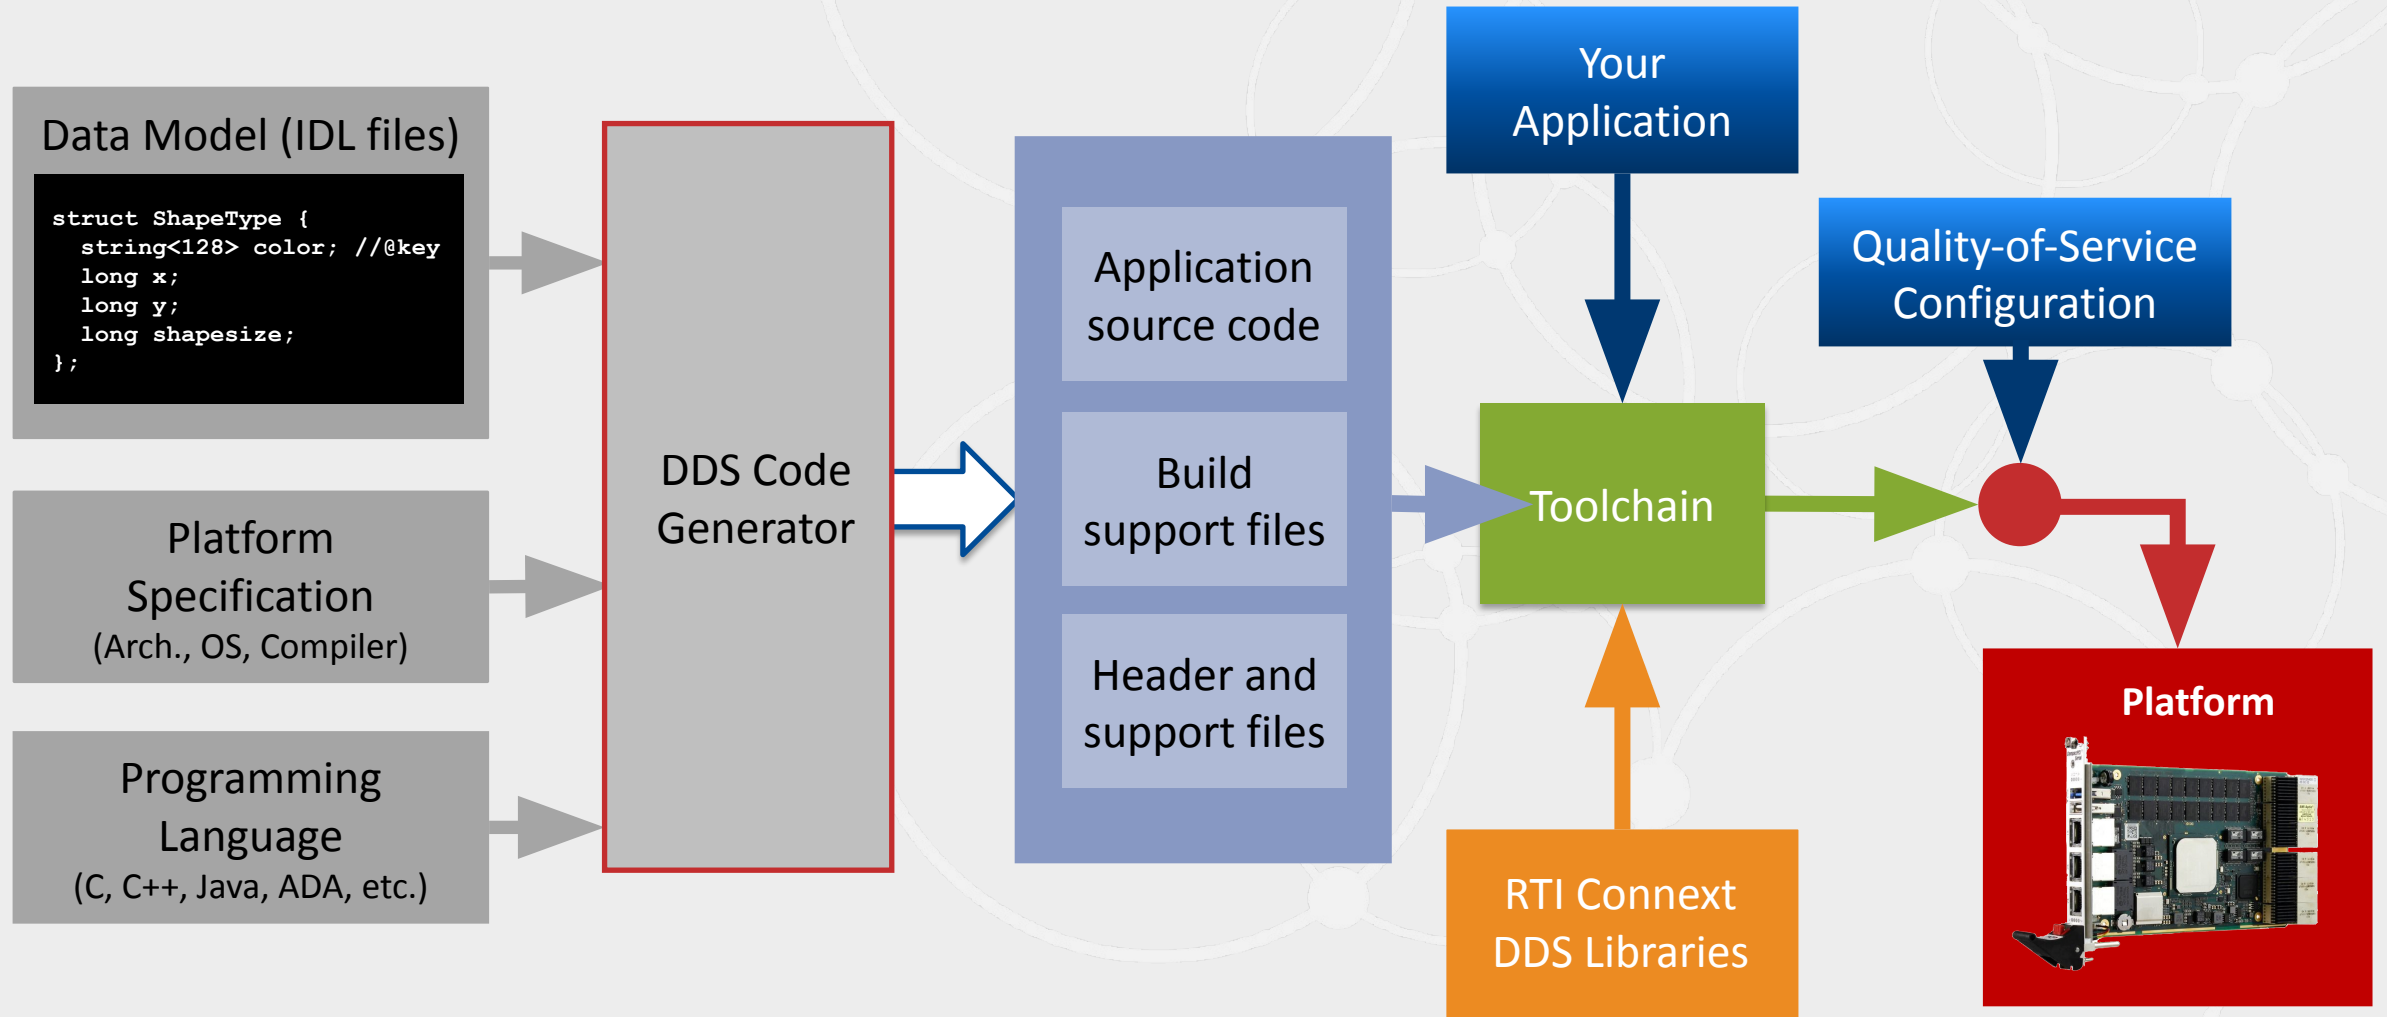 Data Model (IDL files)
struct ShapeType {
  string<128> color; //@key
  long x;
  long y;
  long shapesize;
};
Platform
Specification
(Arch., OS, Compiler)
Programming
Language
(C, C++, Java, ADA, etc.)
DDS Code
Generator
Application
source code
Build
support files
Header and
support files
Your
Application
Toolchain
RTI Connext
DDS Libraries
Quality-of-Service
Configuration
Platform